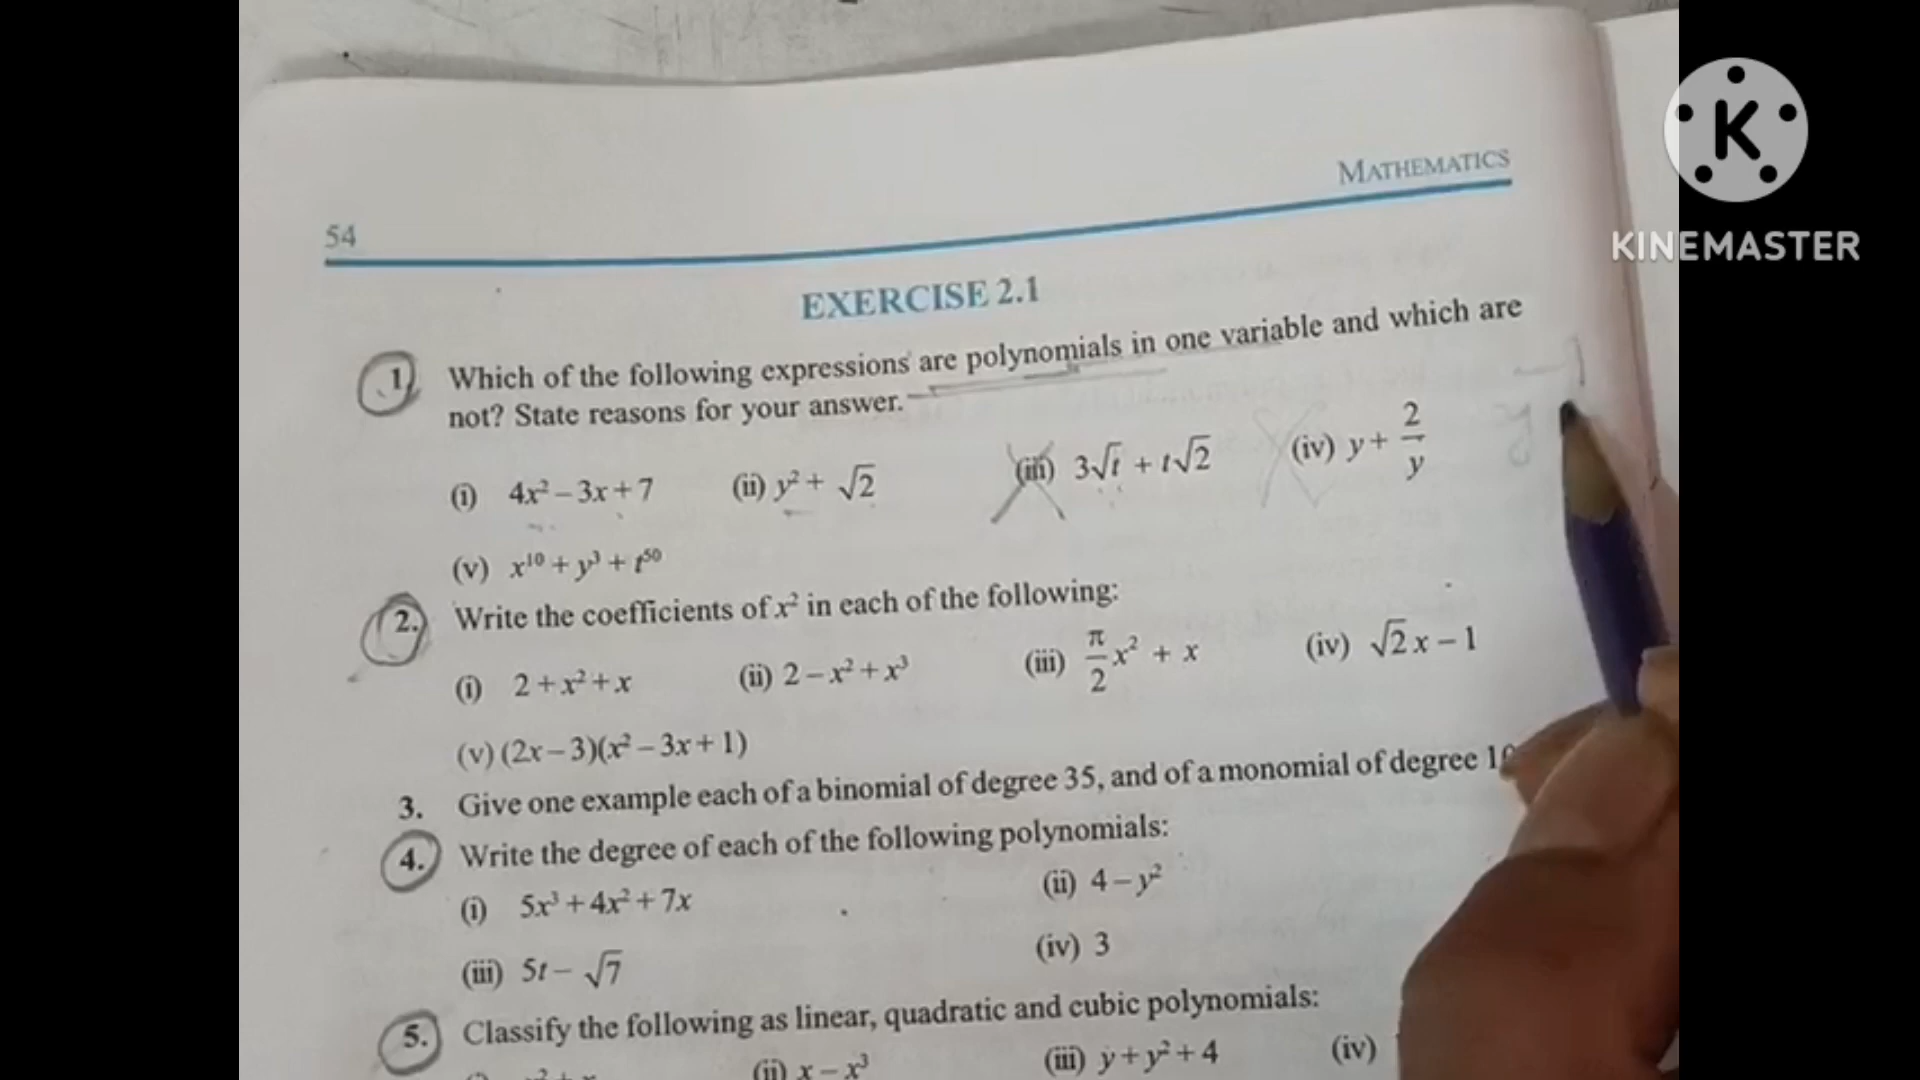 54
MATHEMATICS
EXERCISE 2.1
1. Which of the following expressions are polynomials in one variable and which are
not? State reasons for your answer.
(i) 4x² – 3x + 7 (ii) y² + √2 (iii) 3√t + t√2 (iv) y + 2/y
(v) x¹⁰ + y³ + t⁵⁰
2. Write the coefficients of x² in each of the following:
(i) 2 + x² + x (ii) 2 – x² + x³ (iii) π/2 x² + x (iv) √2 x – 1
(v) (2x – 3)(x² – 3x + 1)
3. Give one example each of a binomial of degree 35, and of a monomial of degree
4. Write the degree of each of the following polynomials:
(i) 5x³ + 4x² + 7x (ii) 4 – y²
(iii) 5t – √7 (iv) 3
5. Classify the following as linear, quadratic and cubic polynomials:
(ii) x – x³ (iii) y + y² + 4 (iv)
K
KINEMASTER